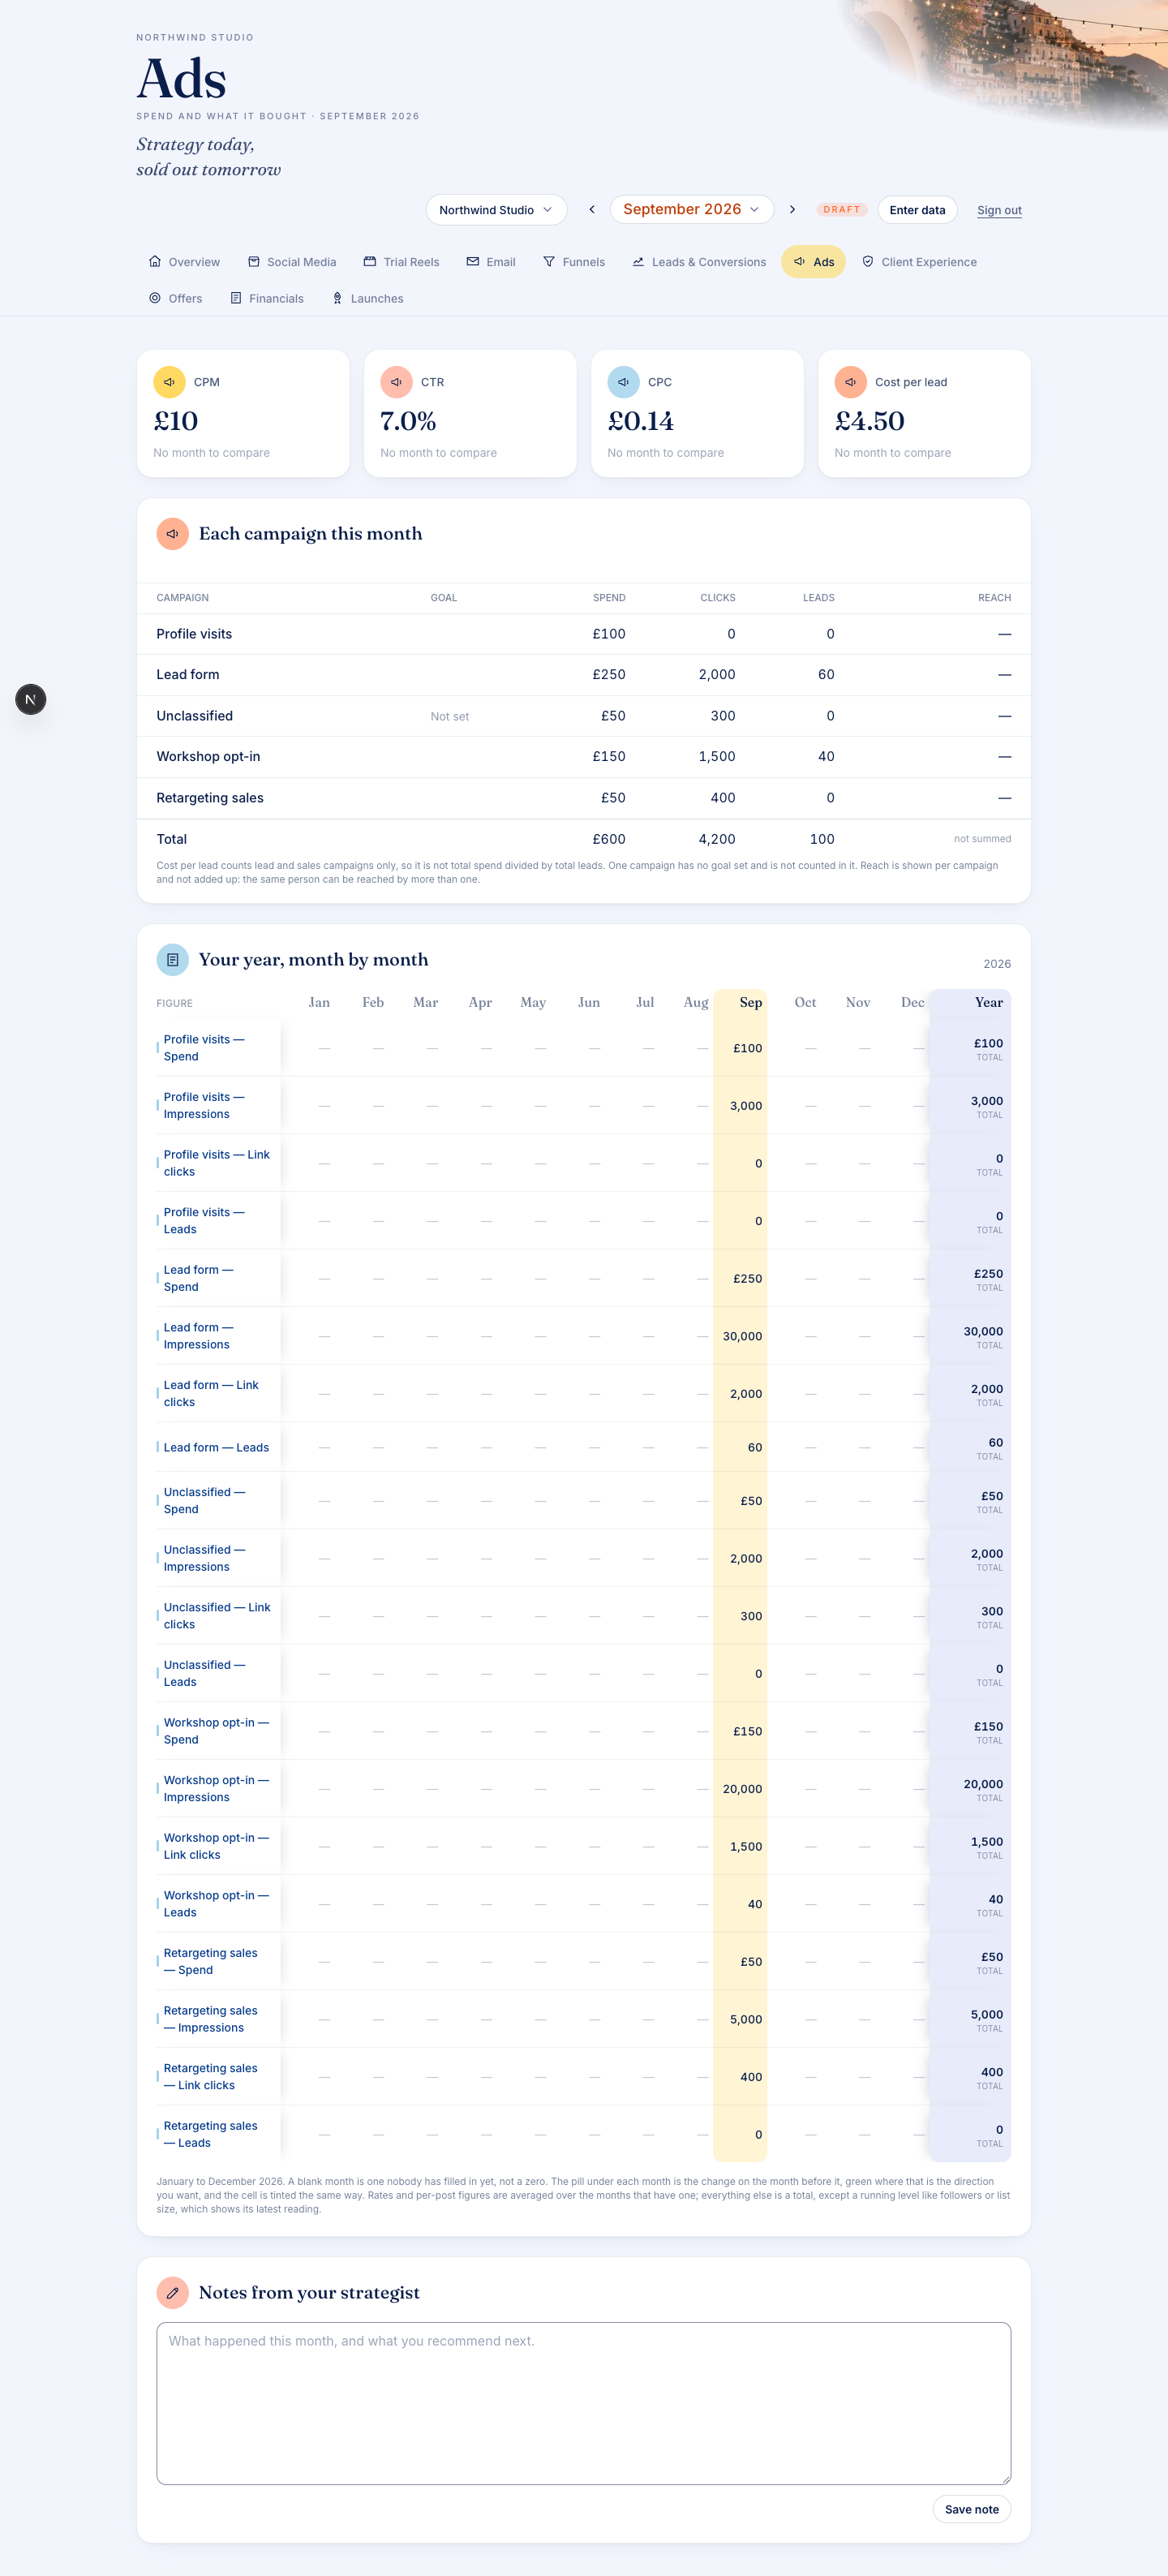 NORTHWIND STUDIO
Ads
SPEND AND WHAT IT BOUGHT · SEPTEMBER 2026
Strategy today,
sold out tomorrow
Northwind Studio September 2026 DRAFT Enter data Sign out
Overview Social Media Trial Reels Email Funnels Leads & Conversions Ads Client Experience
Offers Financials Launches
CPM CTR CPC Cost per lead
£10 7.0% £0.14 £4.50
No month to compare No month to compare No month to compare No month to compare
Each campaign this month
CAMPAIGN GOAL SPEND CLICKS LEADS REACH
Profile visits £100 0 0 —
Lead form £250 2,000 60 —
N
Unclassified Not set £50 300 0 —
Workshop opt-in £150 1,500 40 —
Retargeting sales £50 400 0 —
Total £600 4,200 100 not summed
Cost per lead counts lead and sales campaigns only, so it is not total spend divided by total leads. One campaign has no goal set and is not counted in it. Reach is shown per campaign
and not added up: the same person can be reached by more than one.
Your year, month by month 2026
FIGURE Jan Feb Mar Apr May Jun Jul Aug Sep Oct Nov Dec Year
Profile visits —
Spend — — — — — — — — £100 — — — £100
TOTAL
Profile visits —
Impressions — — — — — — — — 3,000 — — — 3,000
TOTAL
Profile visits — Link
clicks — — — — — — — — 0 — — — 0
TOTAL
Profile visits —
Leads — — — — — — — — 0 — — — 0
TOTAL
Lead form —
Spend — — — — — — — — £250 — — — £250
TOTAL
Lead form —
Impressions — — — — — — — — 30,000 — — — 30,000
TOTAL
Lead form — Link
clicks — — — — — — — — 2,000 — — — 2,000
TOTAL
Lead form — Leads — — — — — — — — 60 — — — 60
TOTAL
Unclassified —
Spend — — — — — — — — £50 — — — £50
TOTAL
Unclassified —
Impressions — — — — — — — — 2,000 — — — 2,000
TOTAL
Unclassified — Link
clicks — — — — — — — — 300 — — — 300
TOTAL
Unclassified —
Leads — — — — — — — — 0 — — — 0
TOTAL
Workshop opt-in —
Spend — — — — — — — — £150 — — — £150
TOTAL
Workshop opt-in —
Impressions — — — — — — — — 20,000 — — — 20,000
TOTAL
Workshop opt-in —
Link clicks — — — — — — — — 1,500 — — — 1,500
TOTAL
Workshop opt-in —
Leads — — — — — — — — 40 — — — 40
TOTAL
Retargeting sales
— Spend — — — — — — — — £50 — — — £50
TOTAL
Retargeting sales
— Impressions — — — — — — — — 5,000 — — — 5,000
TOTAL
Retargeting sales
— Link clicks — — — — — — — — 400 — — — 400
TOTAL
Retargeting sales
— Leads — — — — — — — — 0 — — — 0
TOTAL
January to December 2026. A blank month is one nobody has filled in yet, not a zero. The pill under each month is the change on the month before it, green where that is the direction
you want, and the cell is tinted the same way. Rates and per-post figures are averaged over the months that have one; everything else is a total, except a running level like followers or list
size, which shows its latest reading.
Notes from your strategist
What happened this month, and what you recommend next.
Save note